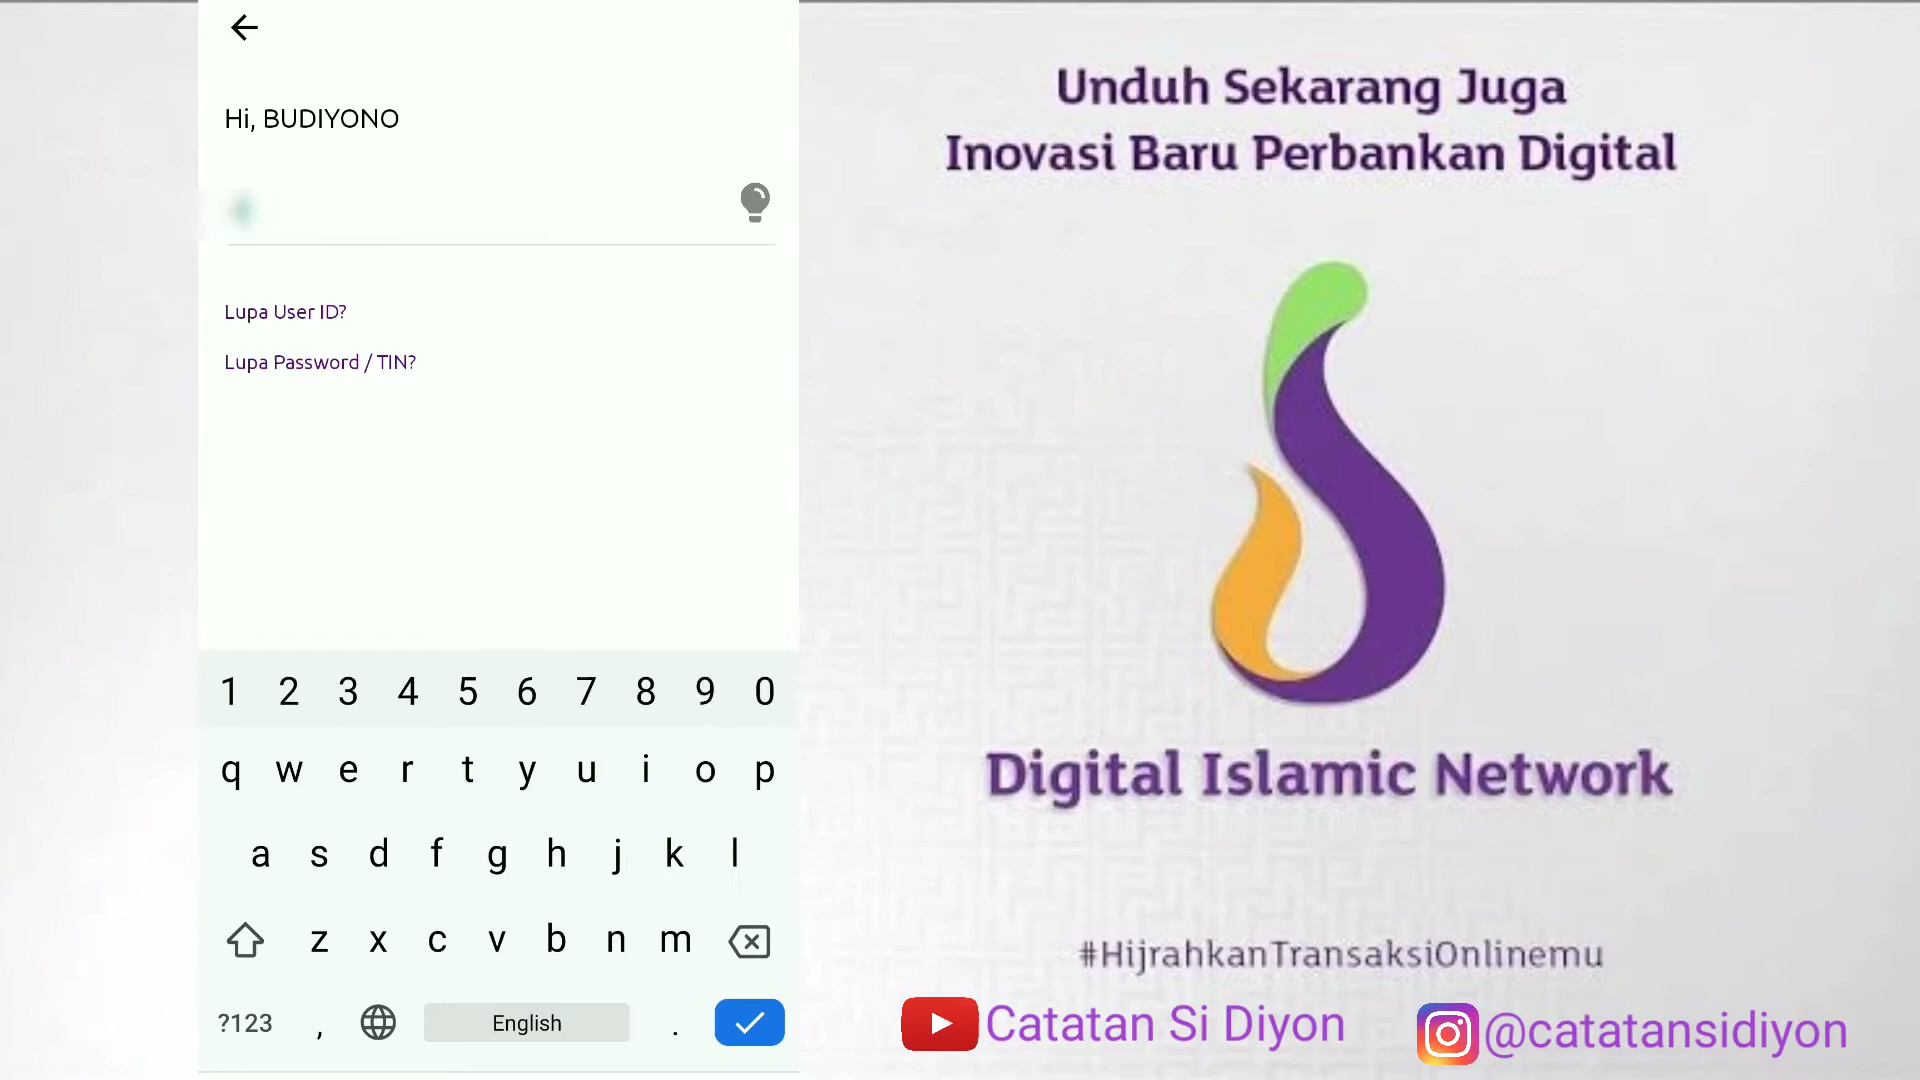 Hi, BUDIYONO
Lupa User ID?
Lupa Password / TIN?
1 2 3 4 5 6 7 8 9 0
q w e r t y u i o p
a s d f g h j k l
z x c v b n m
?123 , English .
Unduh Sekarang Juga
Inovasi Baru Perbankan Digital
Digital Islamic Network
#HijrahkanTransaksiOnlinemu
Catatan Si Diyon
@catatansidiyon